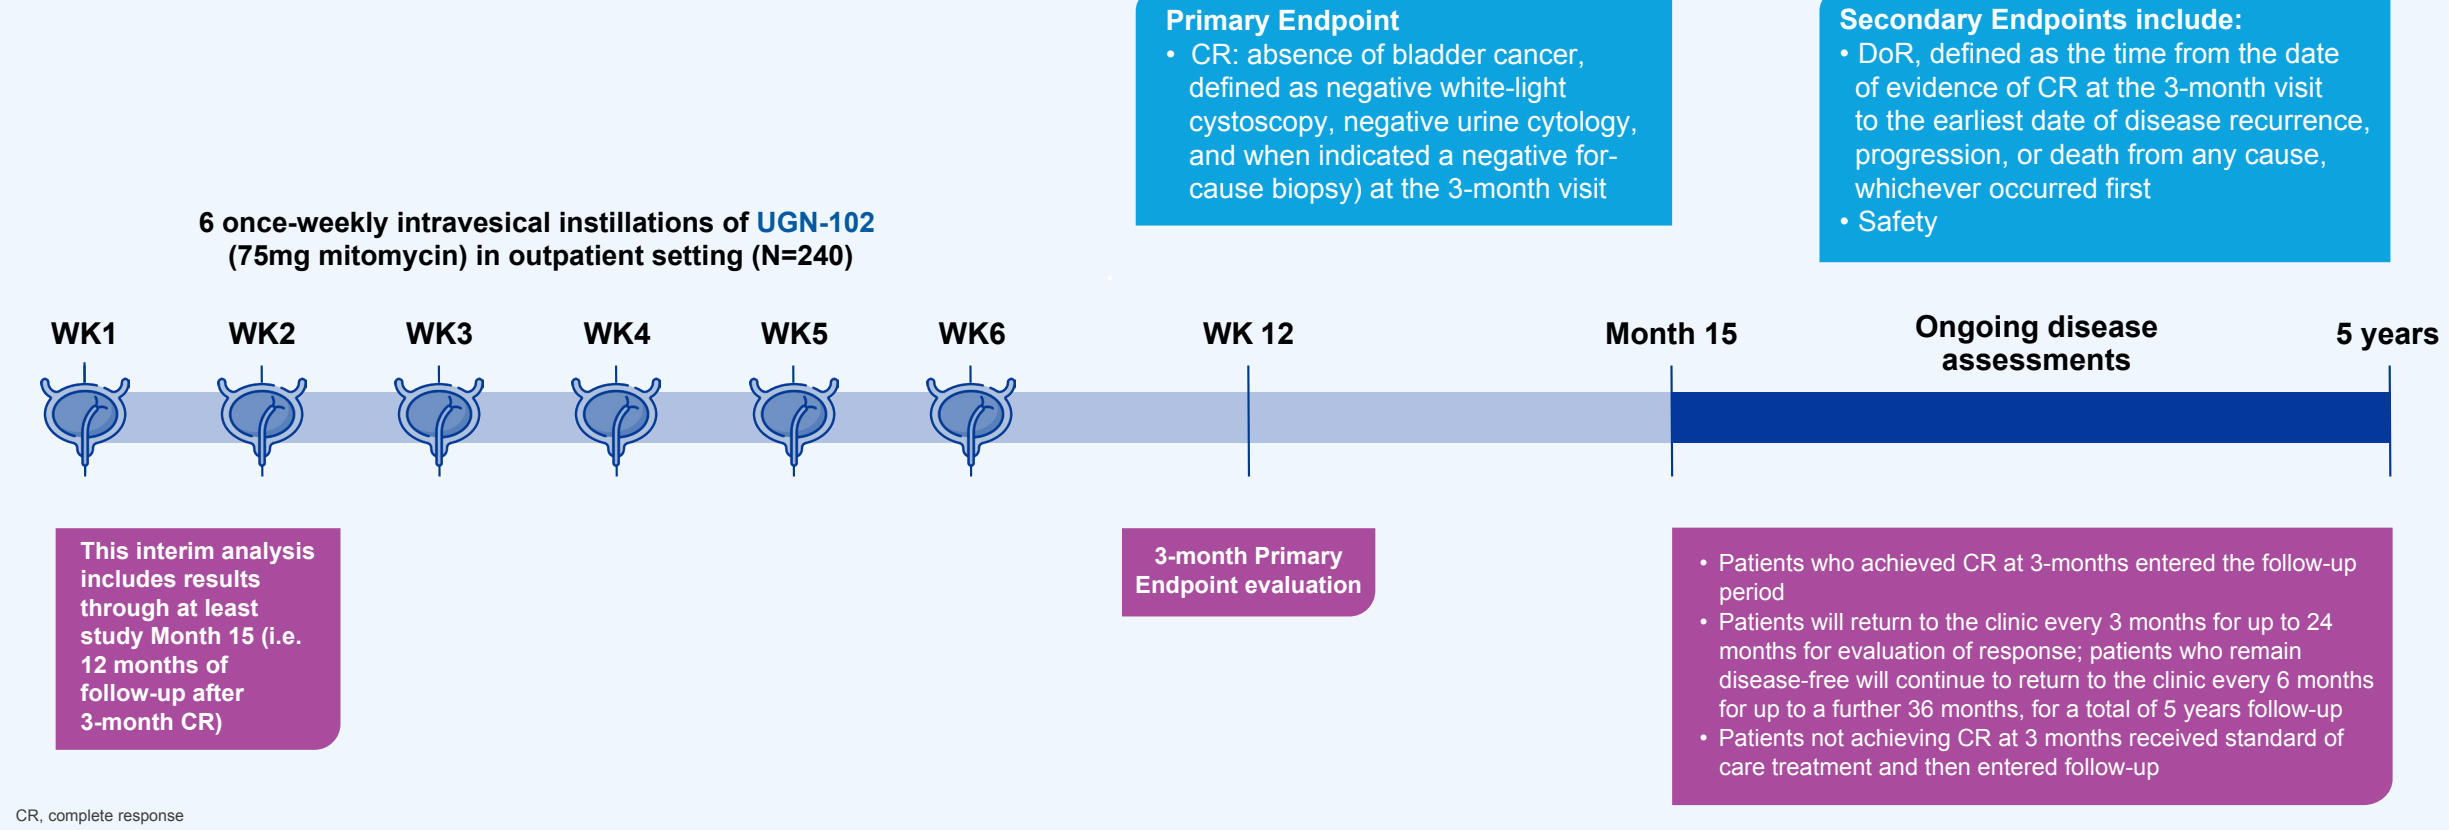 Primary Endpoint
• CR: absence of bladder cancer,
defined as negative white-light
cystoscopy, negative urine cytology,
and when indicated a negative for-
cause biopsy) at the 3-month visit
Secondary Endpoints include:
• DoR, defined as the time from the date
of evidence of CR at the 3-month visit
to the earliest date of disease recurrence,
progression, or death from any cause,
whichever occurred first
• Safety
6 once-weekly intravesical instillations of UGN-102
(75mg mitomycin) in outpatient setting (N=240)
WK1 WK2 WK3 WK4 WK5 WK6 WK 12 Month 15 Ongoing disease
assessments
5 years
This interim analysis
includes results
through at least
study Month 15 (i.e.
12 months of
follow-up after
3-month CR)
3-month Primary
Endpoint evaluation
• Patients who achieved CR at 3-months entered the follow-up
period
• Patients will return to the clinic every 3 months for up to 24
months for evaluation of response; patients who remain
disease-free will continue to return to the clinic every 6 months
for up to a further 36 months, for a total of 5 years follow-up
• Patients not achieving CR at 3 months received standard of
care treatment and then entered follow-up
CR, complete response